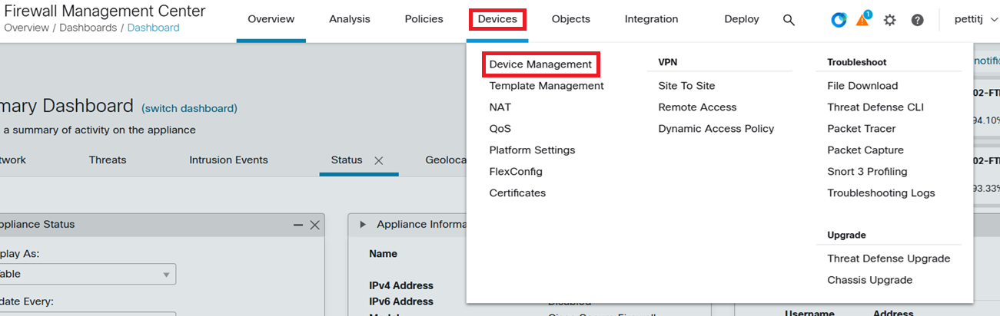 Firewall Management Center
Overview / Dashboards / Dashboard
Overview Analysis Policies Devices Objects Integration Deploy
1
pettitj
Device Management
Template Management
NAT
QoS
Platform Settings
FlexConfig
Certificates
VPN
Site To Site
Remote Access
Dynamic Access Policy
Troubleshoot
File Download
Threat Defense CLI
Packet Tracer
Packet Capture
Snort 3 Profiling
Troubleshooting Logs
Upgrade
Threat Defense Upgrade
Chassis Upgrade
mary Dashboard (switch dashboard)
a summary of activity on the appliance
twork Threats Intrusion Events Status Geoloca
notific
02-FT
94.10%
02-FT
93.33%
ppliance Status
play As:
able
date Every:
Appliance Informa
Name
IPv4 Address
IPv6 Address
Disabled
Username Address